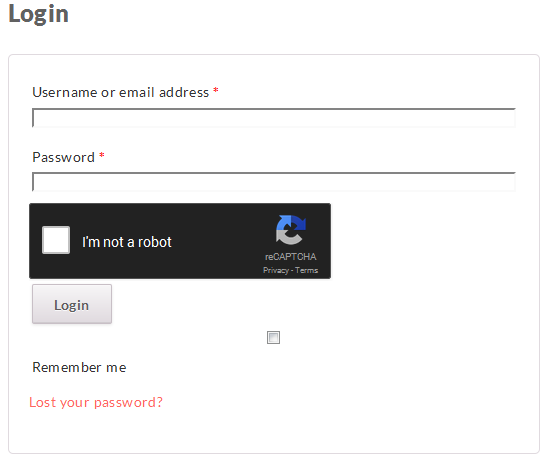 Login
Username or email address *
Password *
I'm not a robot
reCAPTCHA
Privacy - Terms
Login
Remember me
Lost your password?